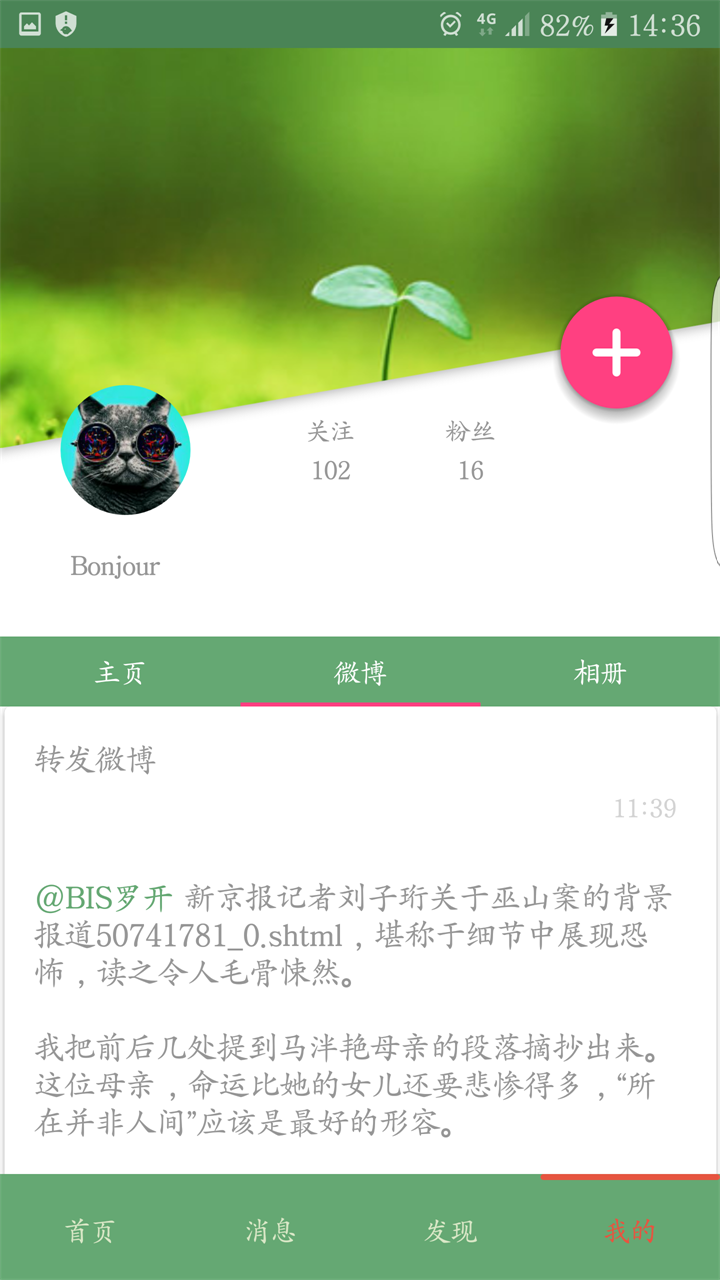 4G 82% 14:36
关注 粉丝
102 16
Bonjour
主页 微博 相册
转发微博
11:39
@BIS罗开 新京报记者刘子珩关于巫山案的背景
报道50741781_0.shtml，堪称于细节中展现恐
怖，读之令人毛骨悚然。
我把前后几处提到马泮艳母亲的段落摘抄出来。
这位母亲，命运比她的女儿还要悲惨得多，“所
在并非人间”应该是最好的形容。
首页 消息 发现 我的